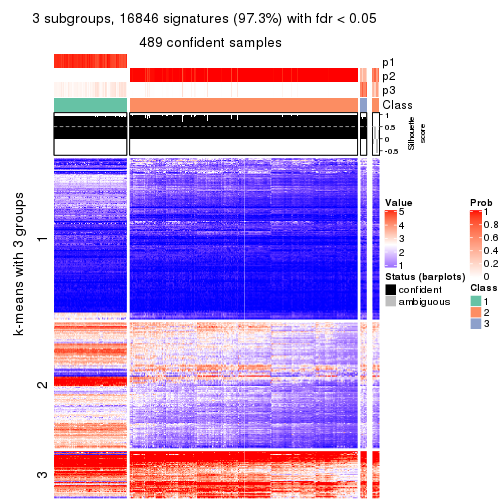 3 subgroups, 16846 signatures (97.3%) with fdr < 0.05
489 confident samples
p1
p2
p3
Class
1
0.5
0
-0.5
Silhouette
score
k-means with 3 groups
1
2
3
Value
5
4
3
2
1
Status (barplots)
confident
ambiguous
Prob
1
0.8
0.6
0.4
0.2
0
Class
1
2
3